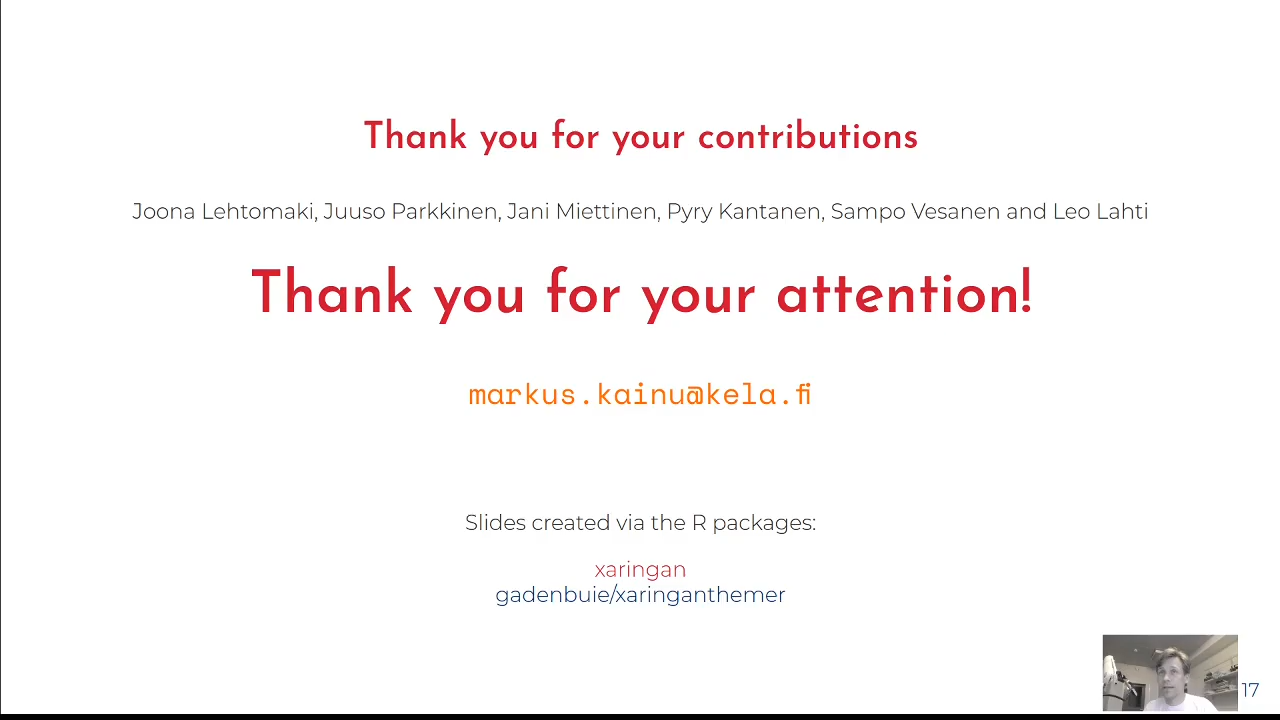 Thank you for your contributions
Joona Lehtomaki, Juuso Parkkinen, Jani Miettinen, Pyry Kantanen, Sampo Vesanen and Leo Lahti
Thank you for your attention!
markus.kainu@kela.fi
Slides created via the R packages:
xaringan
gadenbuie/xaringanthemer
17